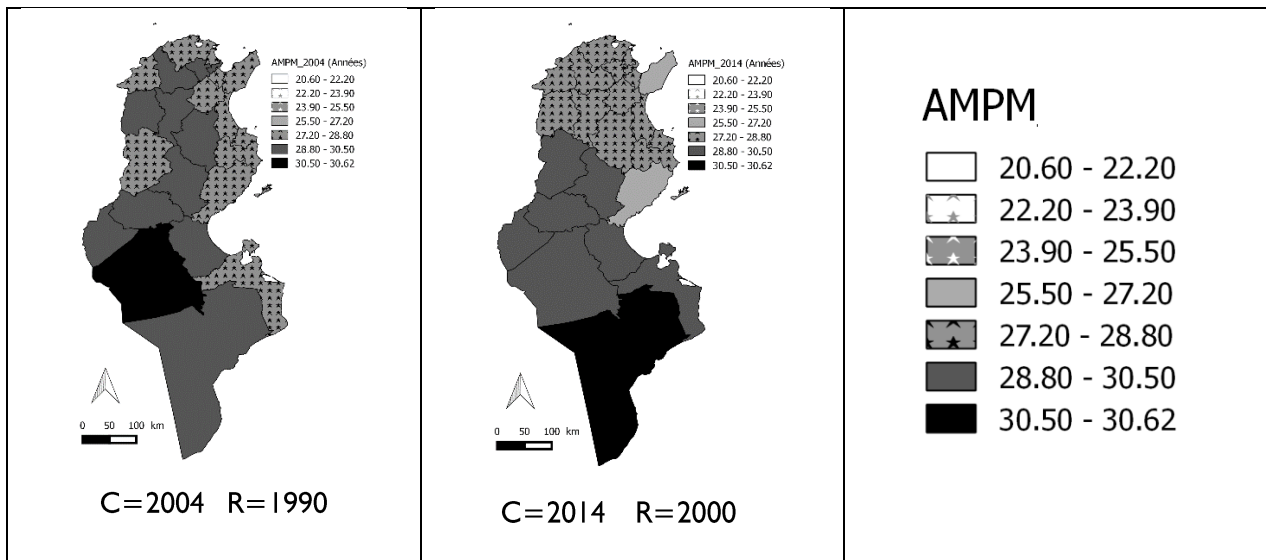 AMPM_2004 (Années)
20.60 - 22.20
22.20 - 23.90
23.90 - 25.50
25.50 - 27.20
27.20 - 28.80
28.80 - 30.50
30.50 - 30.62
0 50 100 km
C=2004 R=1990
AMPM_2014 (Années)
20.60 - 22.20
22.20 - 23.90
23.90 - 25.50
25.50 - 27.20
27.20 - 28.80
28.80 - 30.50
30.50 - 30.62
0 50 100 km
C=2014 R=2000
AMPM
20.60 - 22.20
22.20 - 23.90
23.90 - 25.50
25.50 - 27.20
27.20 - 28.80
28.80 - 30.50
30.50 - 30.62